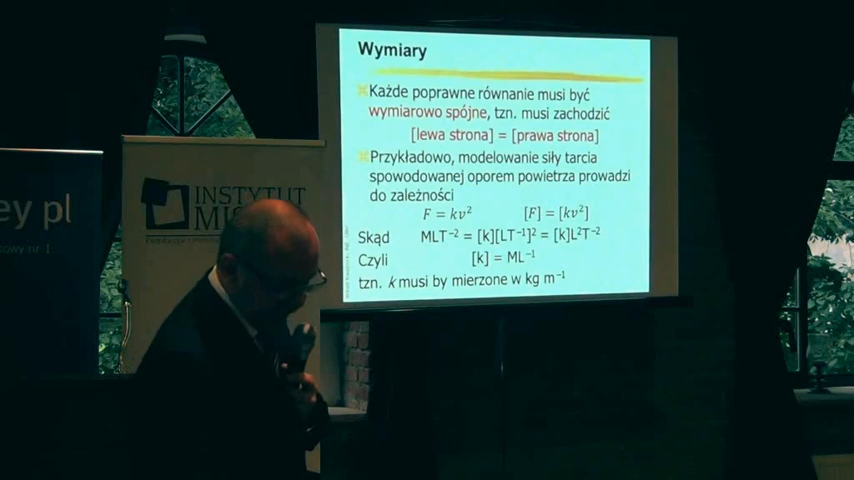 Wymiary
Każde poprawne równanie musi być
wymiarowo spójne, tzn. musi zachodzić
[lewa strona] = [prawa strona]
Przykładowo, modelowanie siły tarcia
spowodowanej oporem powietrza prowadzi
do zależności
F = kv² [F] = [kv²]
Skąd MLT⁻² = [k][LT⁻¹]² = [k]L²T⁻²
Czyli [k] = ML⁻¹
tzn. k musi by mierzone w kg m⁻¹
ey pl
nr 1
INSTYTUT